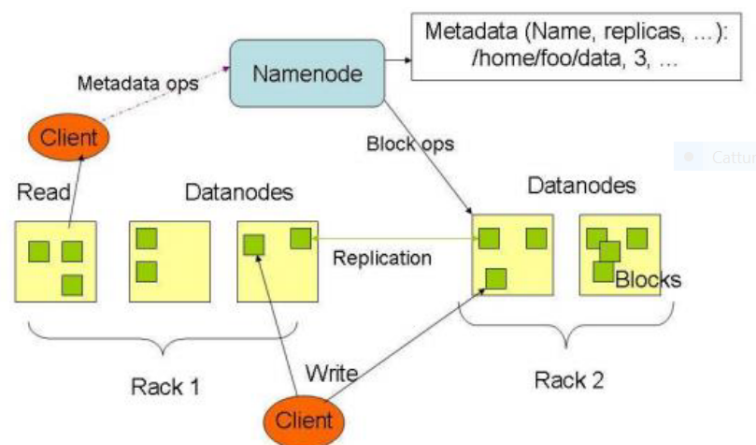 Metadata (Name, replicas, ...):
/home/foo/data, 3, ...
Namenode
Metadata ops
Client
Block ops
Read
Datanodes
Datanodes
Replication
Blocks
Rack 1
Write
Rack 2
Client